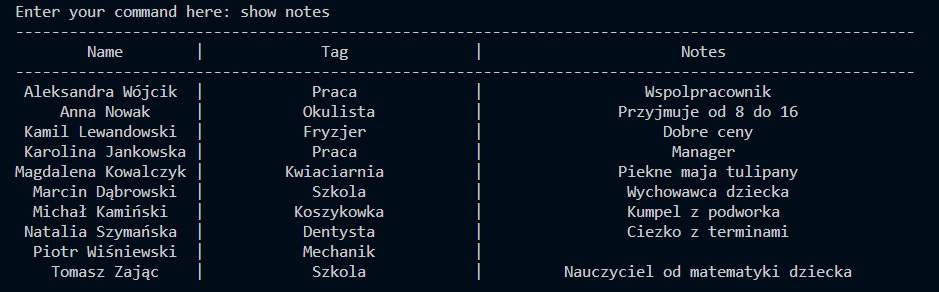 Enter your command here: show notes
----------------------------------------------------------------------------------------------------
Name | Tag | Notes
----------------------------------------------------------------------------------------------------
Aleksandra Wójcik | Praca | Wspolpracownik
Anna Nowak | Okulista | Przyjmuje od 8 do 16
Kamil Lewandowski | Fryzjer | Dobre ceny
Karolina Jankowska | Praca | Manager
Magdalena Kowalczyk | Kwiaciarnia | Piekne maja tulipany
Marcin Dąbrowski | Szkola | Wychowawca dziecka
Michał Kamiński | Koszykowka | Kumpel z podworka
Natalia Szymańska | Dentysta | Ciezko z terminami
Piotr Wiśniewski | Mechanik |
Tomasz Zając | Szkola | Nauczyciel od matematyki dziecka